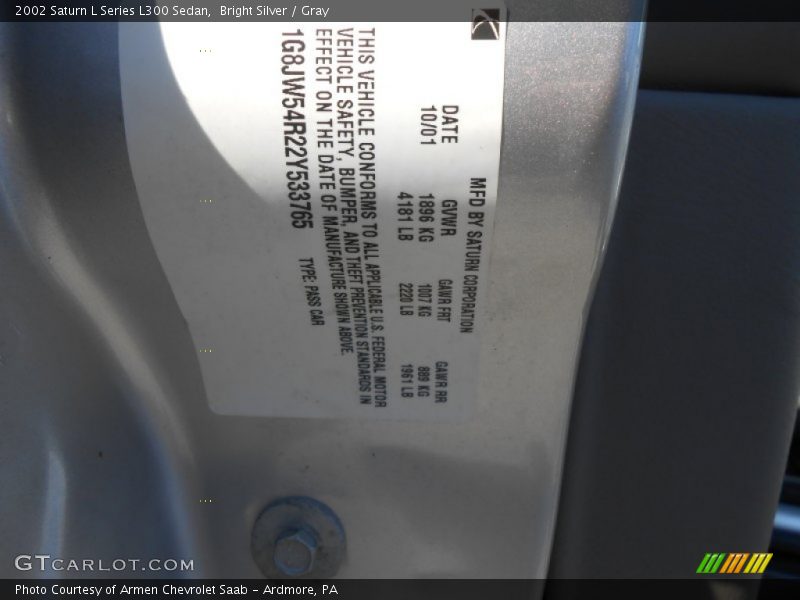 2002 Saturn L Series L300 Sedan, Bright Silver / Gray
MFD BY SATURN CORPORATION
DATE GVWR GAWR FRT GAWR RR
10/01 1896 KG 1007 KG 889 KG
4181 LB 2220 LB 1961 LB
THIS VEHICLE CONFORMS TO ALL APPLICABLE U.S. FEDERAL MOTOR
VEHICLE SAFETY, BUMPER, AND THEFT PREVENTION STANDARDS IN
EFFECT ON THE DATE OF MANUFACTURE SHOWN ABOVE.
1G8JW54R22Y533765 TYPE: PASS CAR
GTCARLOT.COM
Photo Courtesy of Armen Chevrolet Saab - Ardmore, PA